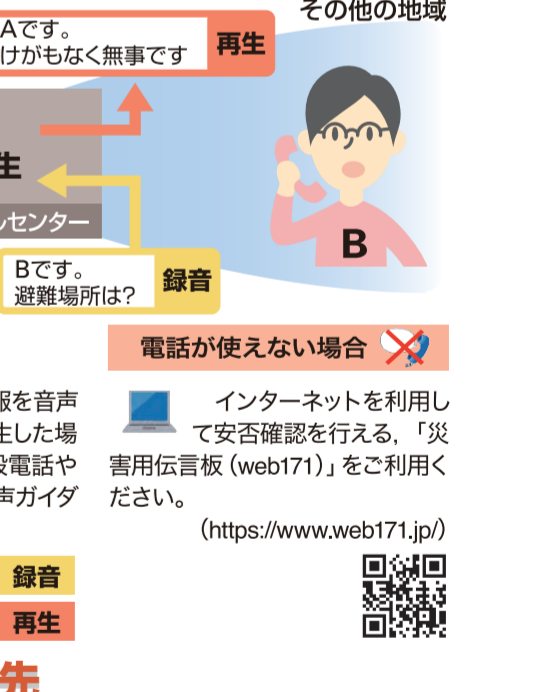 その他の地域
Aです。
けがもなく無事です
再生
生
センター
B
Bです。
避難場所は?
録音
電話が使えない場合
報を音声
生した場
電話や
声ガイダ
インターネットを利用し
て安否確認を行える,「災
害用伝言板（web171）」をご利用く
ださい。
（https://www.web171.jp/）
録音
再生
先